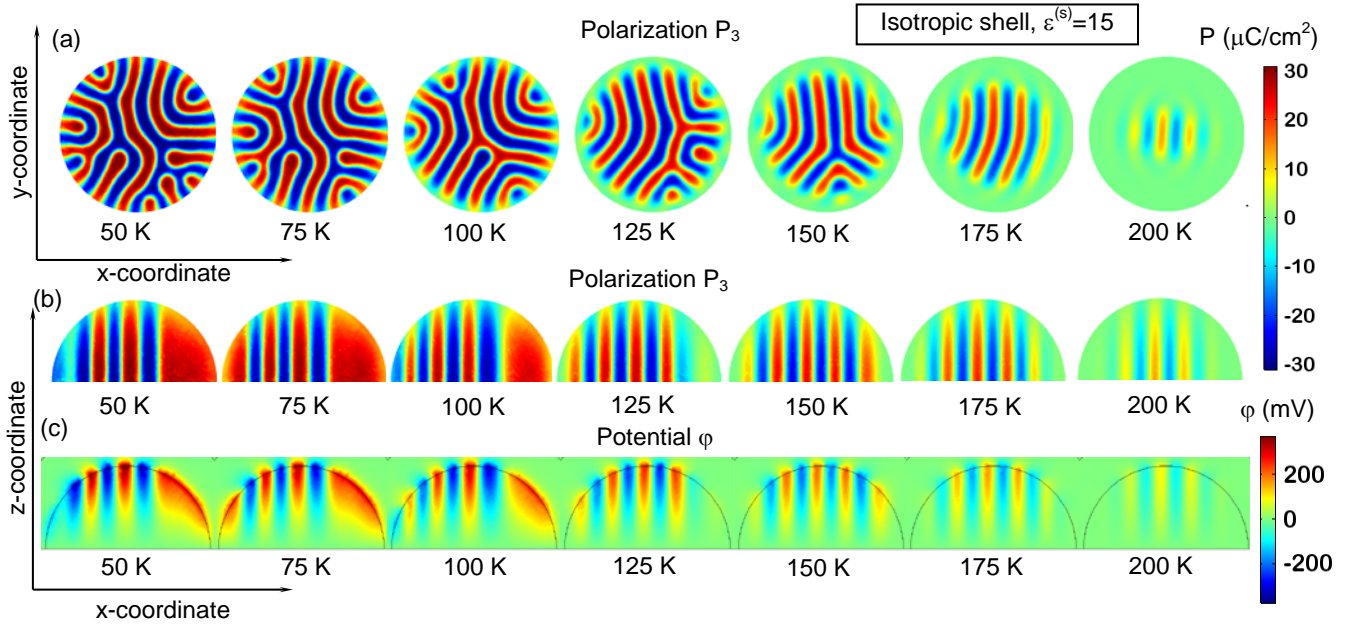 (a)
Polarization P₃
Isotropic shell, ε⁽ˢ⁾=15
P (μC/cm²)
y-coordinate
30
20
10
0
-10
-20
-30
50 K 75 K 100 K 125 K 150 K 175 K 200 K
x-coordinate
(b)
Polarization P₃
z-coordinate
50 K 75 K 100 K 125 K 150 K 175 K 200 K
(c)
Potential φ
φ (mV)
200
0
-200
50 K 75 K 100 K 125 K 150 K 175 K 200 K
x-coordinate